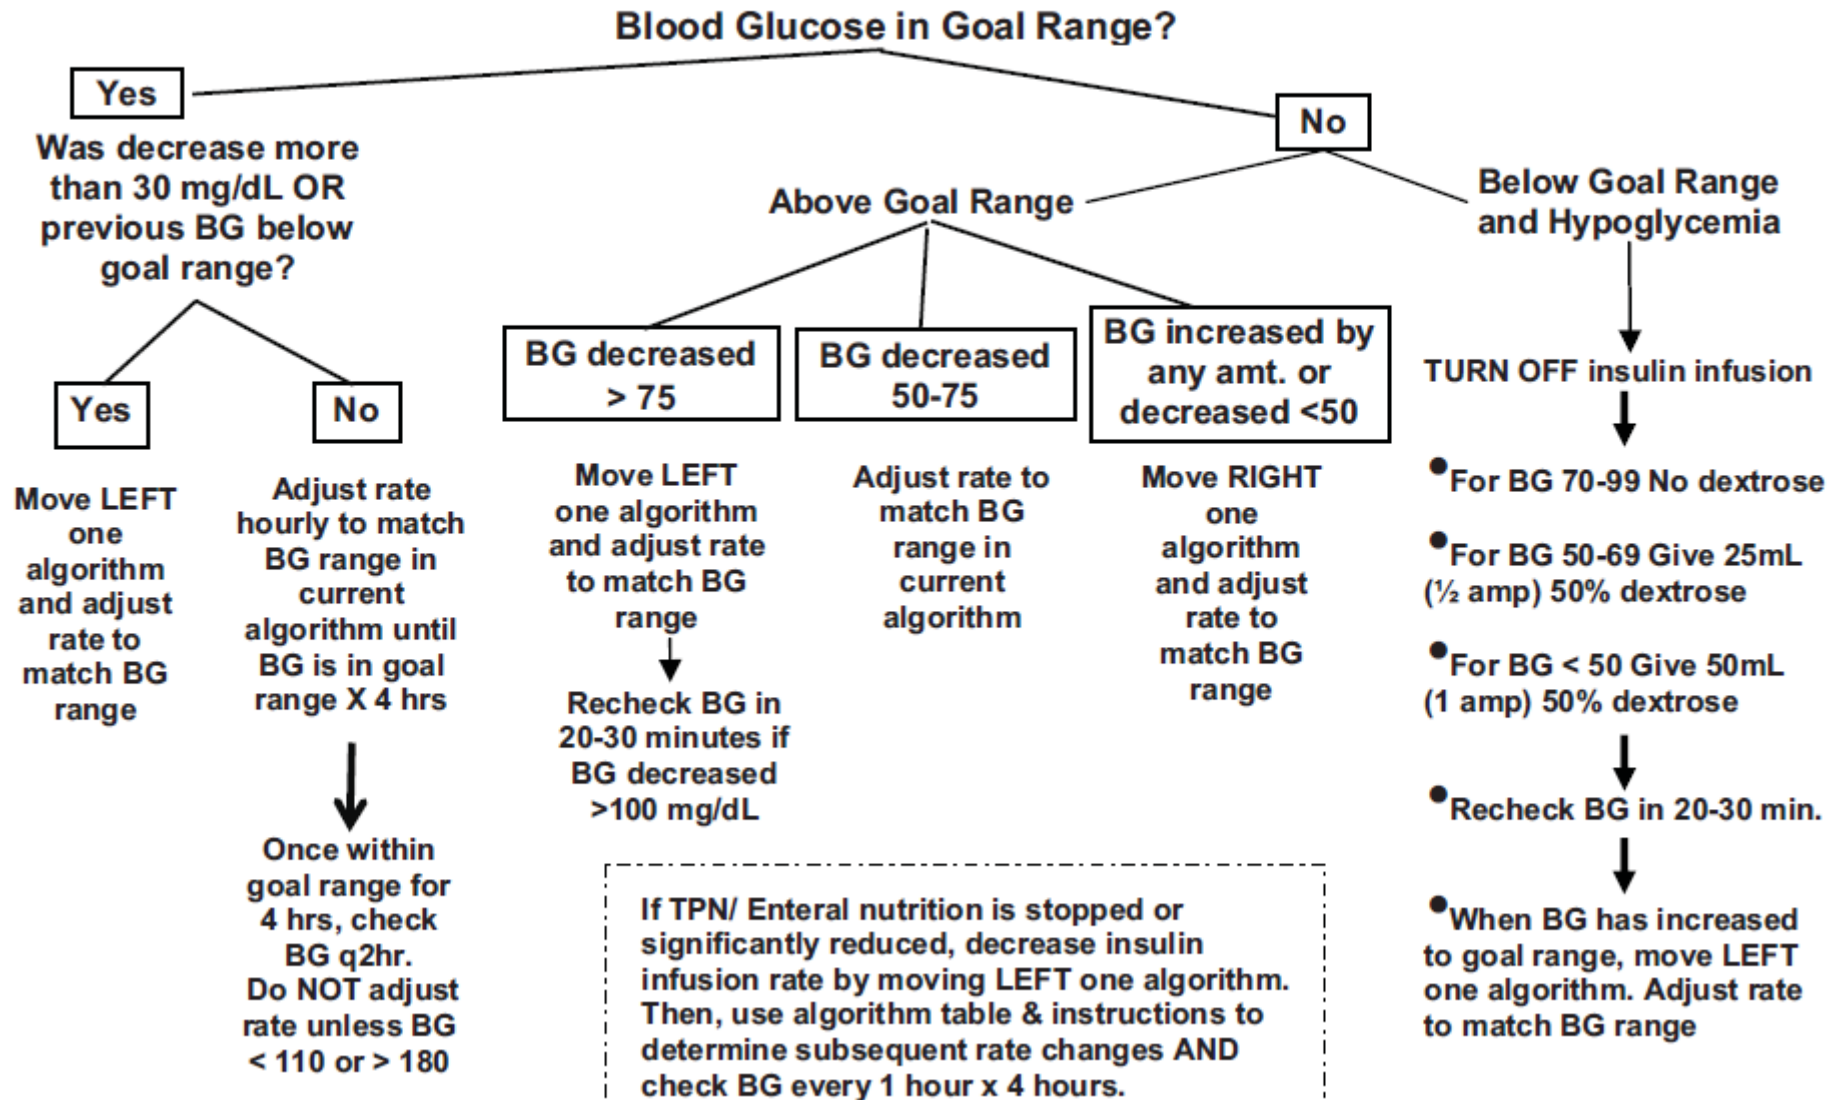 Blood Glucose in Goal Range?
Yes
Was decrease more
than 30 mg/dL OR
previous BG below
goal range?
Yes
Move LEFT
one
algorithm
and adjust
rate to
match BG
range
No
Adjust rate
hourly to match
BG range in
current
algorithm until
BG is in goal
range X 4 hrs
Once within
goal range for
4 hrs, check
BG q2hr.
Do NOT adjust
rate unless BG
< 110 or > 180
No
Above Goal Range
BG decreased
> 75
Move LEFT
one algorithm
and adjust rate
to match BG
range
Recheck BG in
20-30 minutes if
BG decreased
>100 mg/dL
BG decreased
50-75
Adjust rate to
match BG
range in
current
algorithm
BG increased by
any amt. or
decreased <50
Move RIGHT
one
algorithm
and adjust
rate to
match BG
range
Below Goal Range
and Hypoglycemia
TURN OFF insulin infusion
•For BG 70-99 No dextrose
•For BG 50-69 Give 25mL
(½ amp) 50% dextrose
•For BG < 50 Give 50mL
(1 amp) 50% dextrose
•Recheck BG in 20-30 min.
•When BG has increased
to goal range, move LEFT
one algorithm. Adjust rate
to match BG range
If TPN/ Enteral nutrition is stopped or
significantly reduced, decrease insulin
infusion rate by moving LEFT one algorithm.
Then, use algorithm table & instructions to
determine subsequent rate changes AND
check BG every 1 hour x 4 hours.